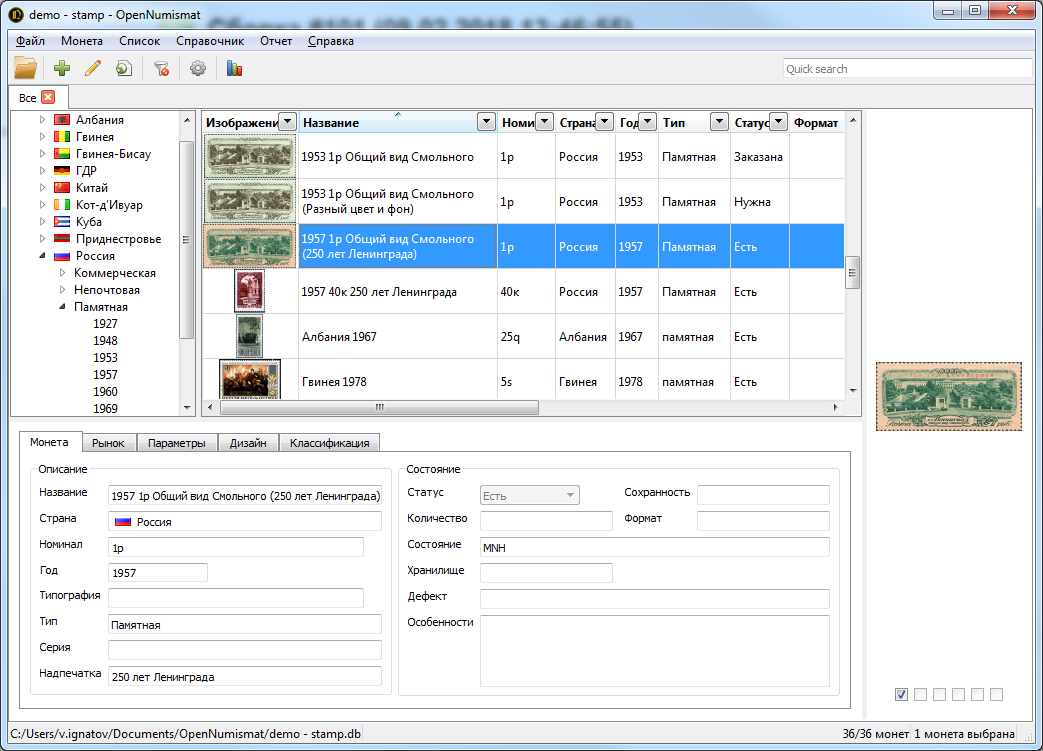 demo - stamp - OpenNumismat
Файл Монета Список Справочник Отчет Справка
Quick search
Все
Албания
Гвинея
Гвинея-Бисау
ГДР
Китай
Кот-д'Ивуар
Куба
Приднестровье
Россия
Коммерческая
Непочтовая
Памятная
1927
1948
1953
1957
1960
1969
Изображени Название Номи Страна Год Тип Статус Формат
1953 1р Общий вид Смольного 1р Россия 1953 Памятная Заказана
1953 1р Общий вид Смольного
(Разный цвет и фон) 1р Россия 1953 Памятная Нужна
1957 1р Общий вид Смольного
(250 лет Ленинграда) 1р Россия 1957 Памятная Есть
1957 40к 250 лет Ленинграда 40к Россия 1957 Памятная Есть
Албания 1967 25q Албания 1967 памятная Есть
Гвинея 1978 5s Гвинея 1978 памятная Есть
Монета Рынок Параметры Дизайн Классификация
Описание
Название 1957 1р Общий вид Смольного (250 лет Ленинграда)
Страна Россия
Номинал 1р
Год 1957
Типография
Тип Памятная
Серия
Надпечатка 250 лет Ленинграда
Состояние
Статус Есть Сохранность
Количество Формат
Состояние MNH
Хранилище
Дефект
Особенности
C:/Users/v.ignatov/Documents/OpenNumismat/demo - stamp.db 36/36 монет 1 монета выбрана